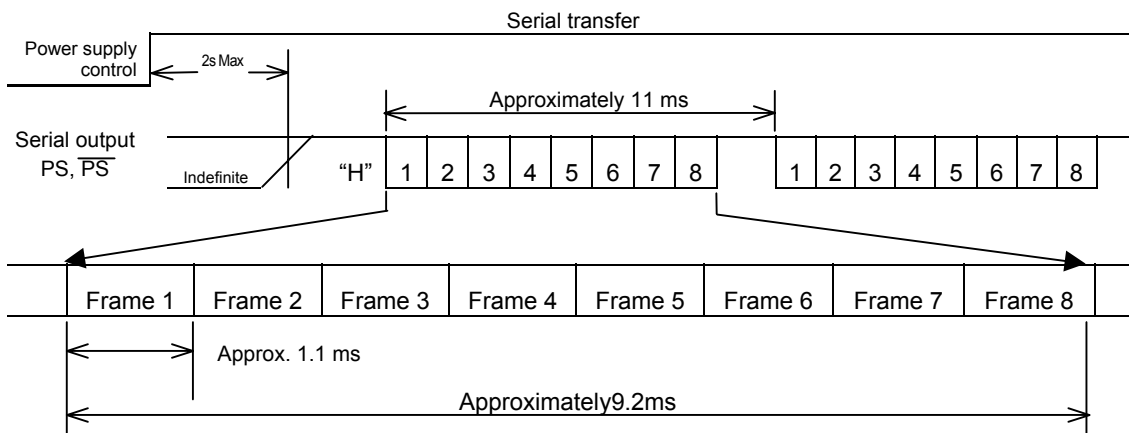 Serial transfer
Power supply
control
2s Max
Approximately 11 ms
Serial output
PS, P̅S̅
Indefinite
“H” 1 2 3 4 5 6 7 8 1 2 3 4 5 6 7 8
Frame 1 Frame 2 Frame 3 Frame 4 Frame 5 Frame 6 Frame 7 Frame 8
Approx. 1.1 ms
Approximately9.2ms